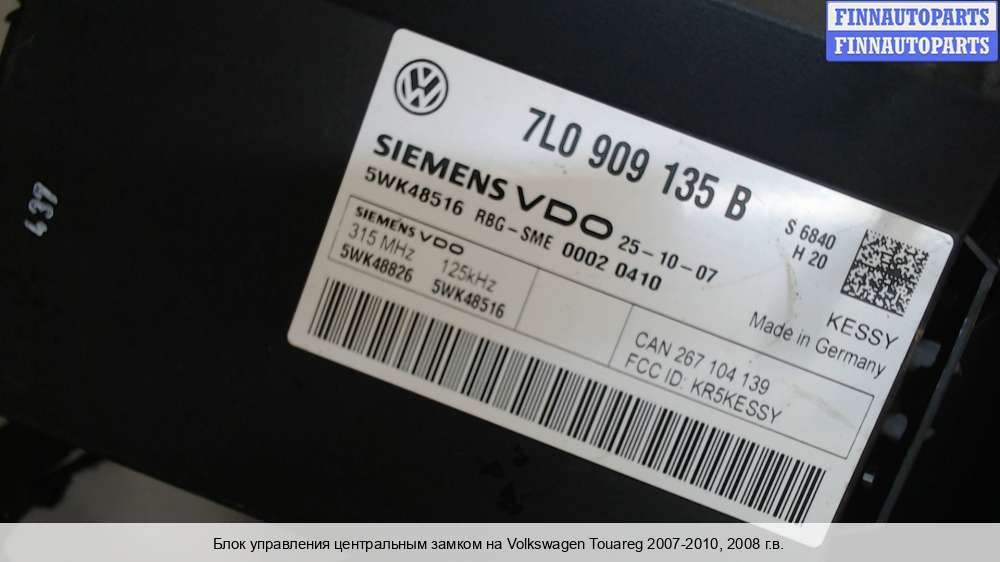 FINNAUTOPARTS
FINNAUTOPARTS
7L0 909 135 B
SIEMENS VDO 25-10-07
S 6840
H 20
5WK48516 RBG-SME 0002 0410
SIEMENS VDO
315 MHz 125kHz
5WK48826 5WK48516
KESSY
Made in Germany
CAN 267 104 139
FCC ID: KR5KESSY
437
Блок управления центральным замком на Volkswagen Touareg 2007-2010, 2008 г.в.